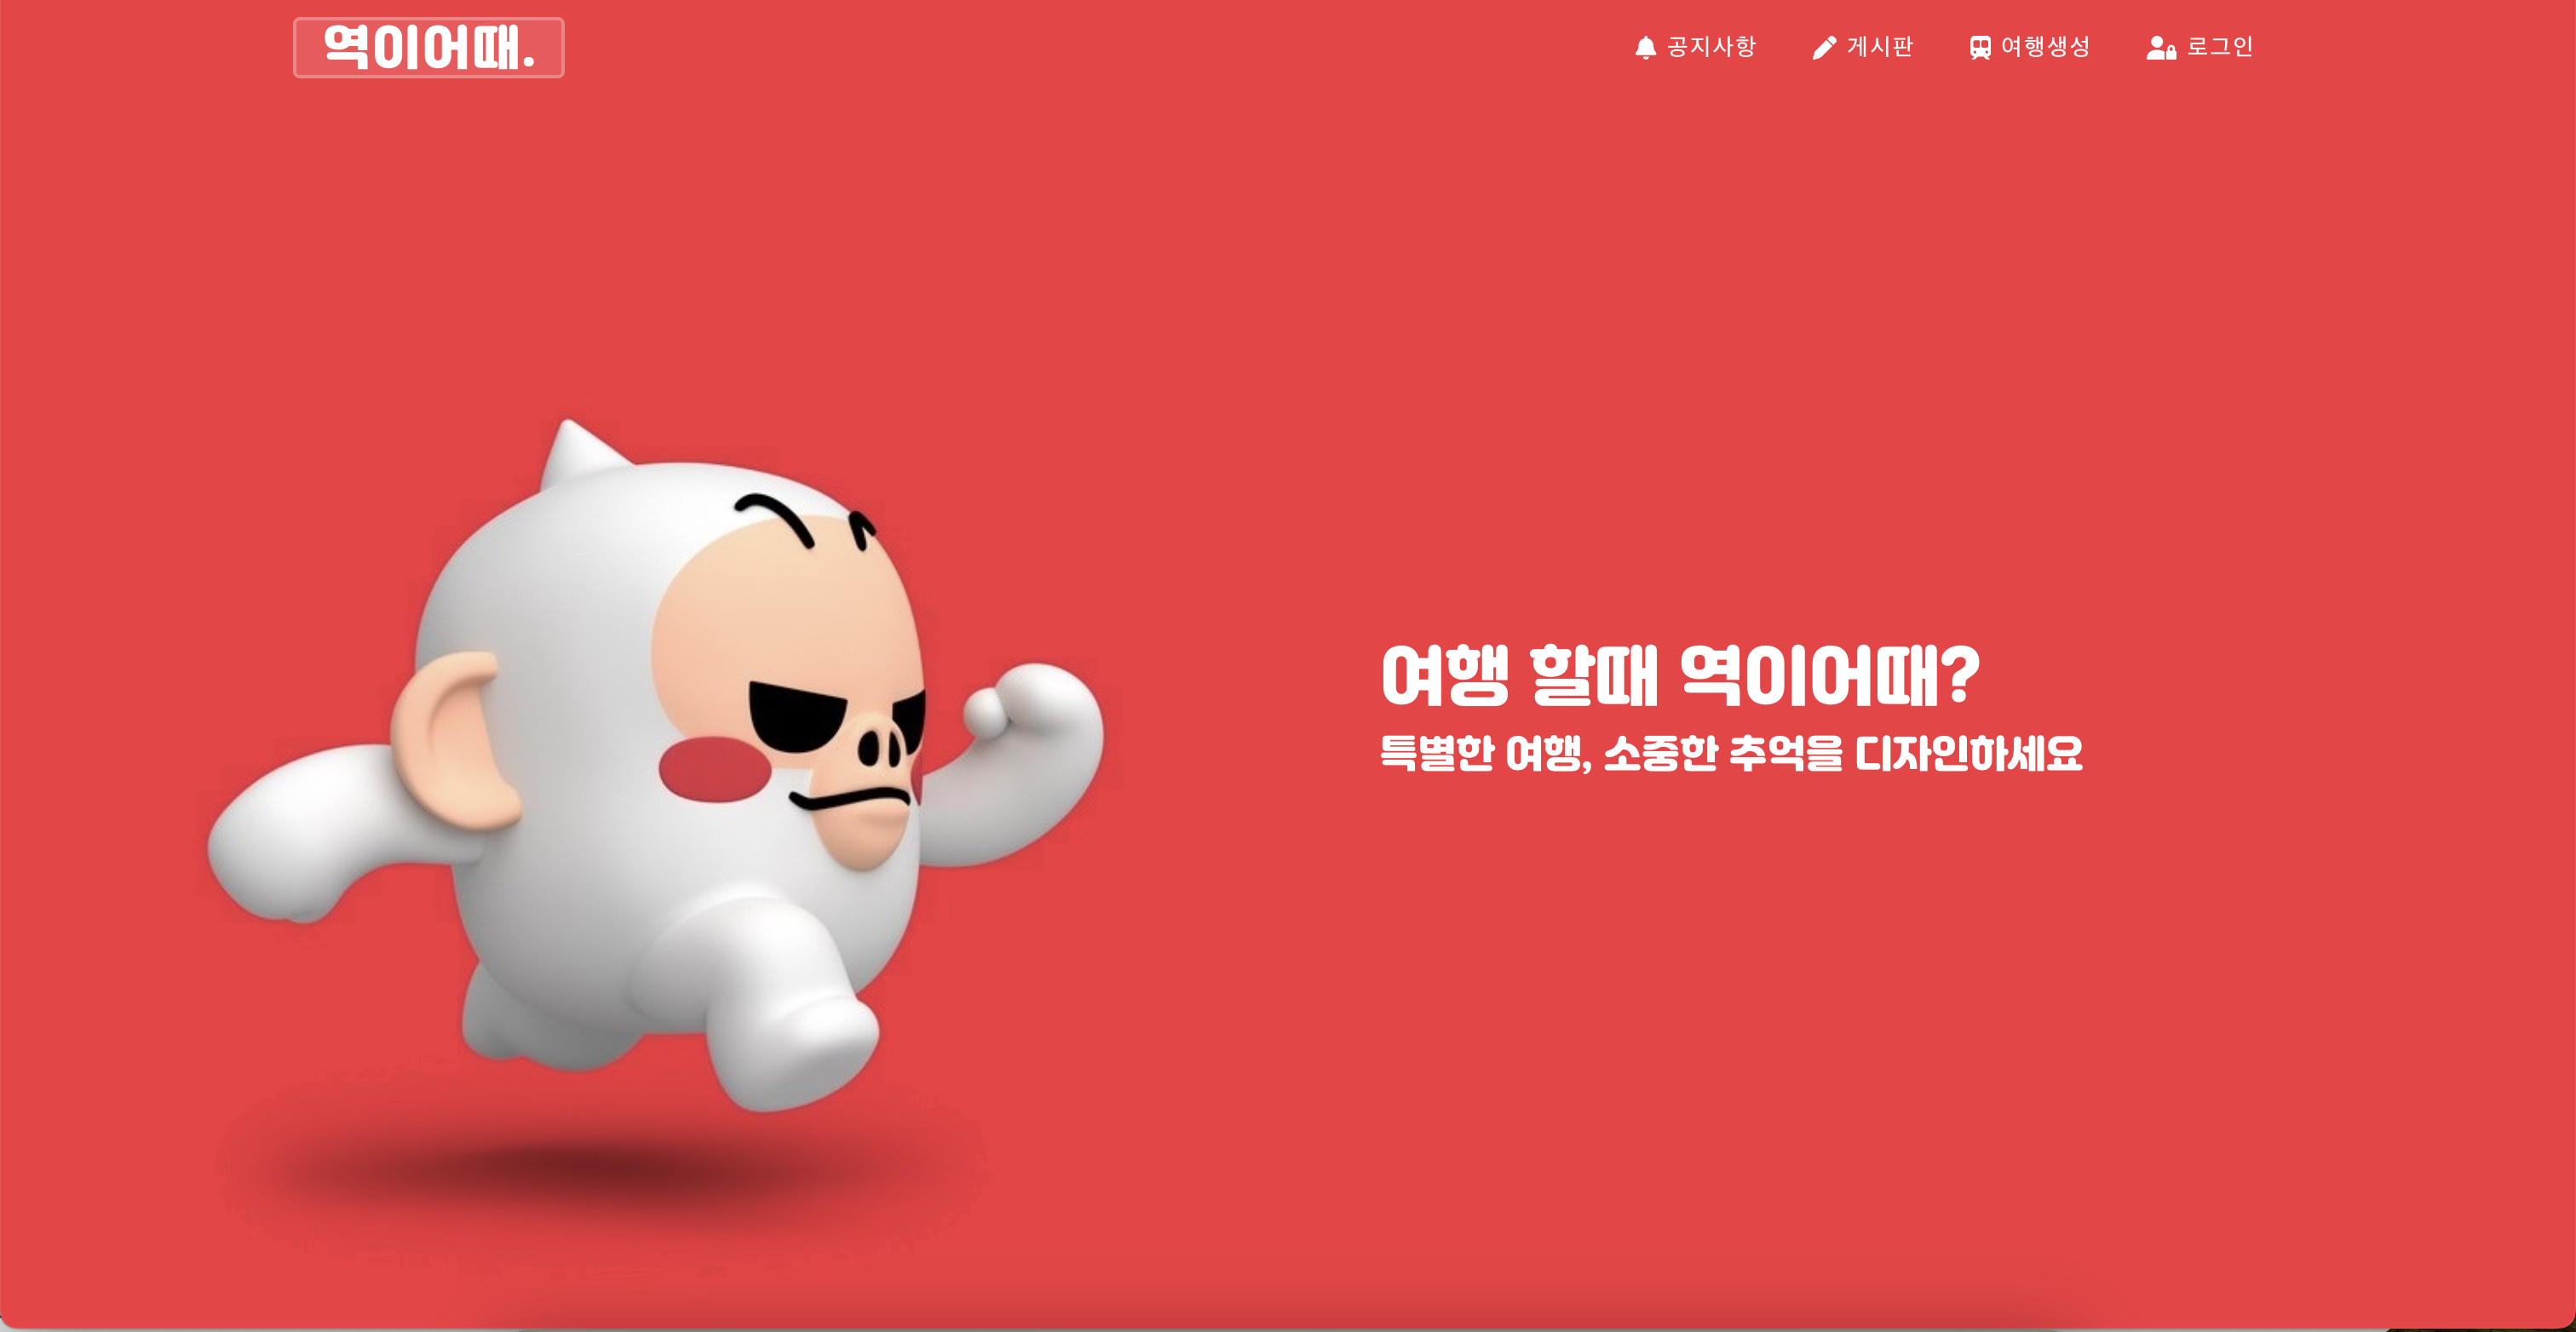 역이어때.
공지사항
게시판
여행생성
로그인
여행 할때 역이어때?
특별한 여행, 소중한 추억을 디자인하세요